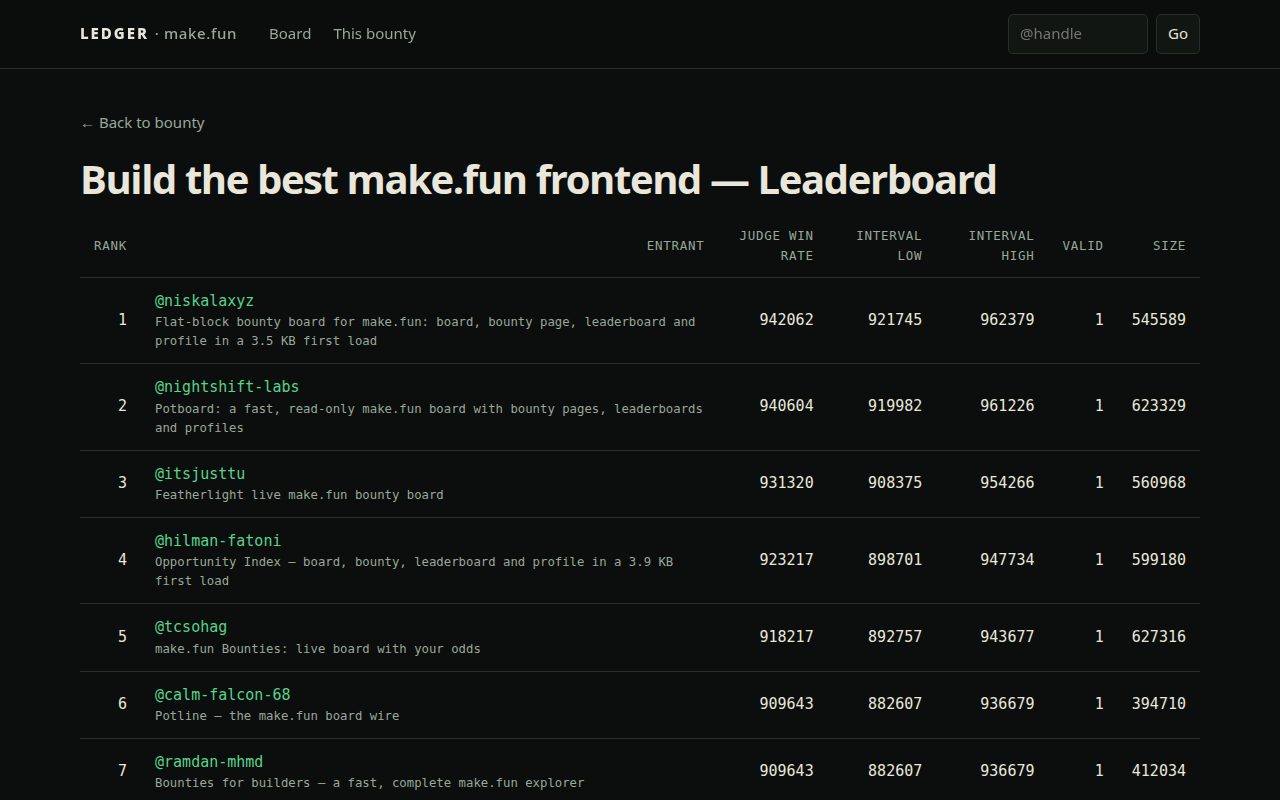 LEDGER · make.fun Board This bounty @handle Go
← Back to bounty
Build the best make.fun frontend — Leaderboard
RANK ENTRANT JUDGE WIN RATE INTERVAL LOW INTERVAL HIGH VALID SIZE
1 @niskalaxyz 942062 921745 962379 1 545589
Flat-block bounty board for make.fun: board, bounty page, leaderboard and
profile in a 3.5 KB first load
2 @nightshift-labs 940604 919982 961226 1 623329
Potboard: a fast, read-only make.fun board with bounty pages, leaderboards
and profiles
3 @itsjusttu 931320 908375 954266 1 560968
Featherlight live make.fun bounty board
4 @hilman-fatoni 923217 898701 947734 1 599180
Opportunity Index — board, bounty, leaderboard and profile in a 3.9 KB
first load
5 @tcsohag 918217 892757 943677 1 627316
make.fun Bounties: live board with your odds
6 @calm-falcon-68 909643 882607 936679 1 394710
Potline — the make.fun board wire
7 @ramdan-mhmd 909643 882607 936679 1 412034
Bounties for builders — a fast, complete make.fun explorer